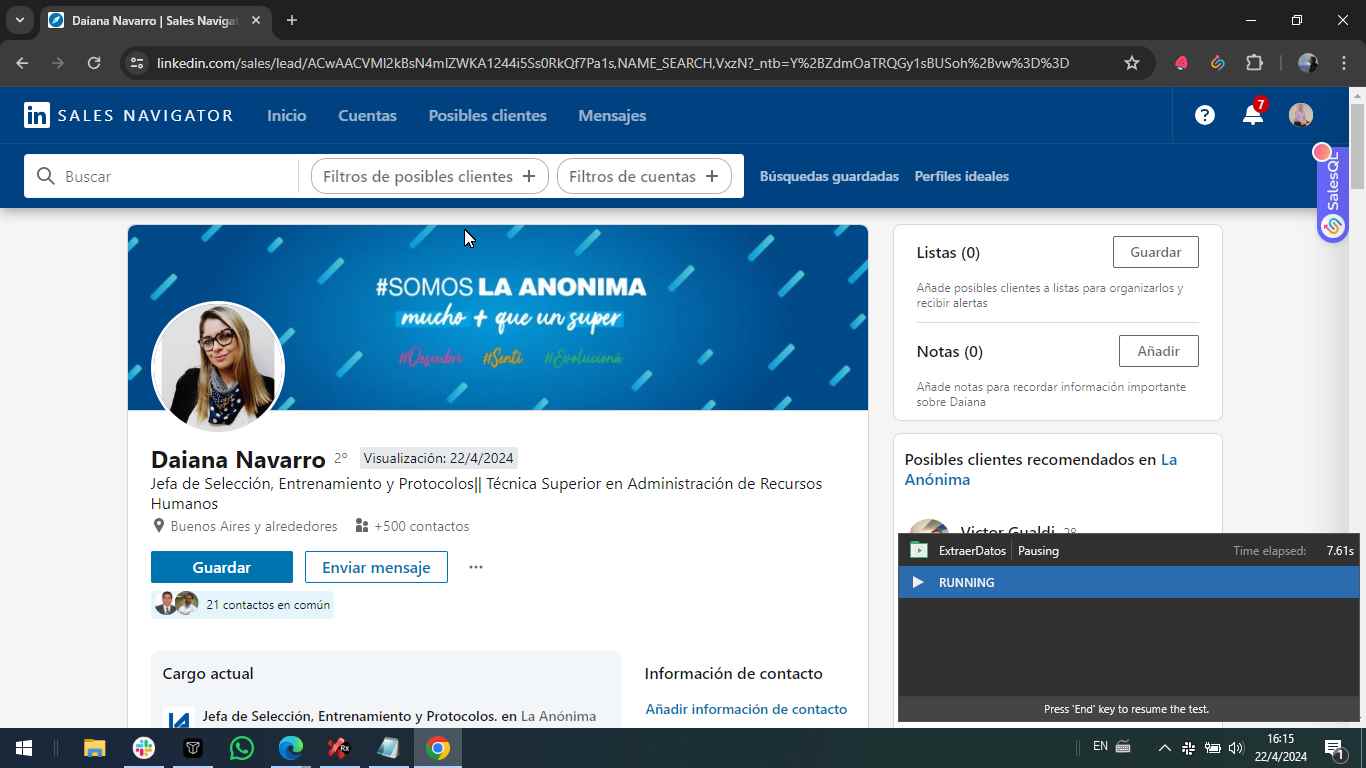 Daiana Navarro | Sales Naviga
linkedin.com/sales/lead/ACwAACVMl2kBsN4mlZWKA1244i5Ss0RkQf7Pa1s,NAME_SEARCH,VxzN?_ntb=Y%2BZdmOaTRQGy1sBUSoh%2Bvw%3D%3D
in SALES NAVIGATOR
Inicio
Cuentas
Posibles clientes
Mensajes
7
Buscar
Filtros de posibles clientes +
Filtros de cuentas +
Búsquedas guardadas
Perfiles ideales
SalesQL
#SOMOS LA ANONIMA
mucho + que un super
#Descubrí #Sentí #Evolucioná
Daiana Navarro 2º Visualización: 22/4/2024
Jefa de Selección, Entrenamiento y Protocolos|| Técnica Superior en Administración de Recursos
Humanos
Buenos Aires y alrededores
+500 contactos
Guardar
Enviar mensaje
21 contactos en común
Cargo actual
Jefa de Selección, Entrenamiento y Protocolos. en La Anónima
Información de contacto
Añadir información de contacto
Listas (0)
Guardar
Añade posibles clientes a listas para organizarlos y
recibir alertas
Notas (0)
Añadir
Añade notas para recordar información importante
sobre Daiana
Posibles clientes recomendados en La
Anónima
Victor Gualdi 2º
ExtraerDatos | Pausing
Time elapsed: 7.61s
RUNNING
Press 'End' key to resume the test.
EN
16:15
22/4/2024
1